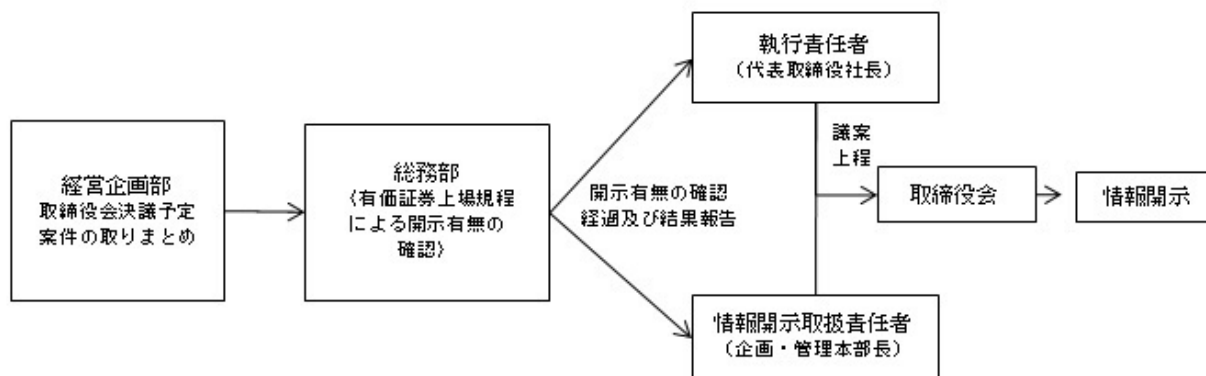 経営企画部
取締役会決議予定
案件の取りまとめ
総務部
(有価証券上場規程
による開示有無の
確認)
開示有無の確認
経過及び結果報告
執行責任者
(代表取締役社長)
情報開示取扱責任者
(企画・管理本部長)
議案
上程
取締役会
情報開示